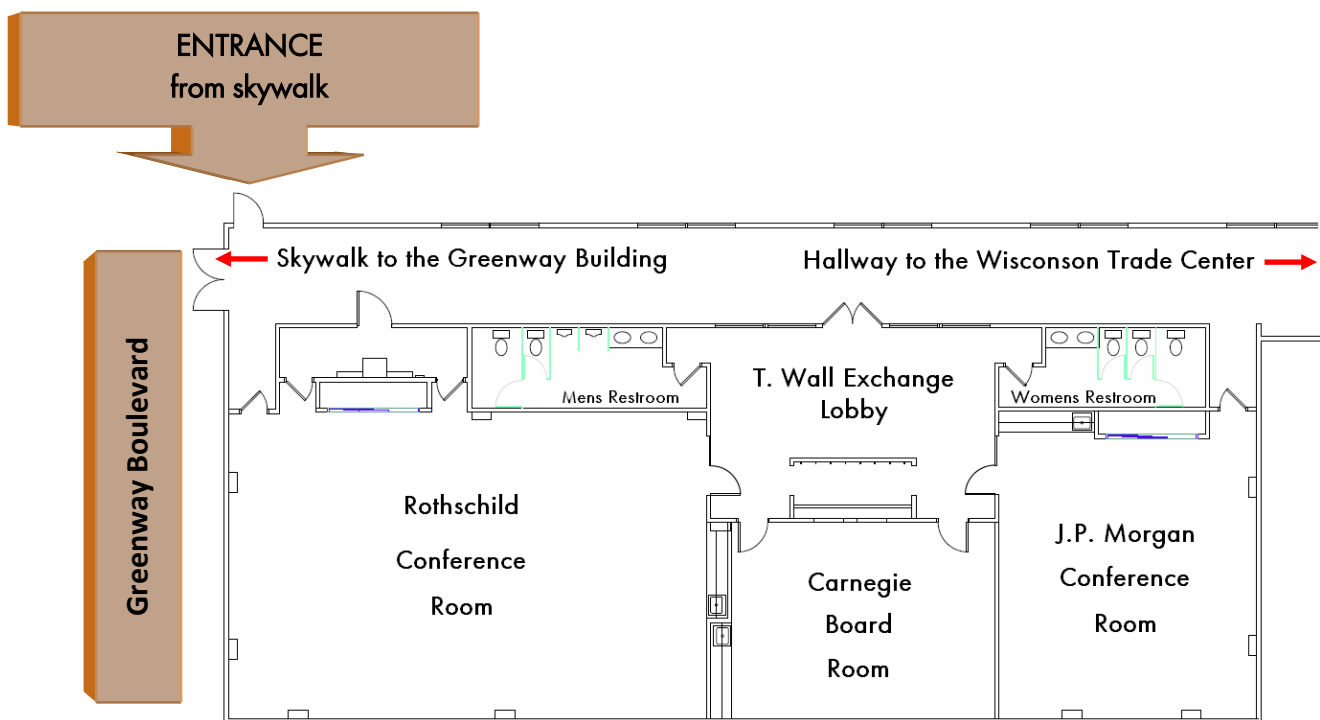 ENTRANCE
from skywalk
Skywalk to the Greenway Building
Hallway to the Wisconson Trade Center
Greenway Boulevard
Mens Restroom
T. Wall Exchange
Lobby
Womens Restroom
Rothschild
Conference
Room
Carnegie
Board
Room
J.P. Morgan
Conference
Room